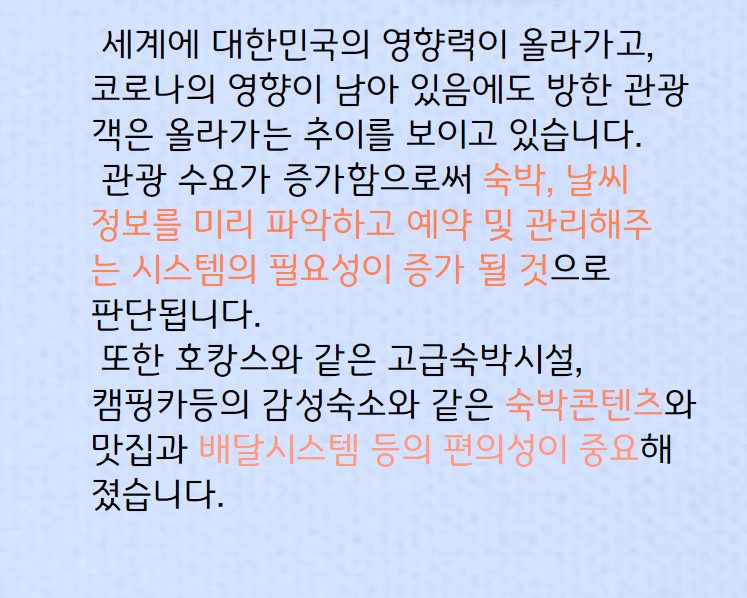 세계에 대한민국의 영향력이 올라가고,
코로나의 영향이 남아 있음에도 방한 관광
객은 올라가는 추이를 보이고 있습니다.
관광 수요가 증가함으로써 숙박, 날씨
정보를 미리 파악하고 예약 및 관리해주
는 시스템의 필요성이 증가 될 것으로
판단됩니다.
또한 호캉스와 같은 고급숙박시설,
캠핑카등의 감성숙소와 같은 숙박콘텐츠와
맛집과 배달시스템 등의 편의성이 중요해
졌습니다.